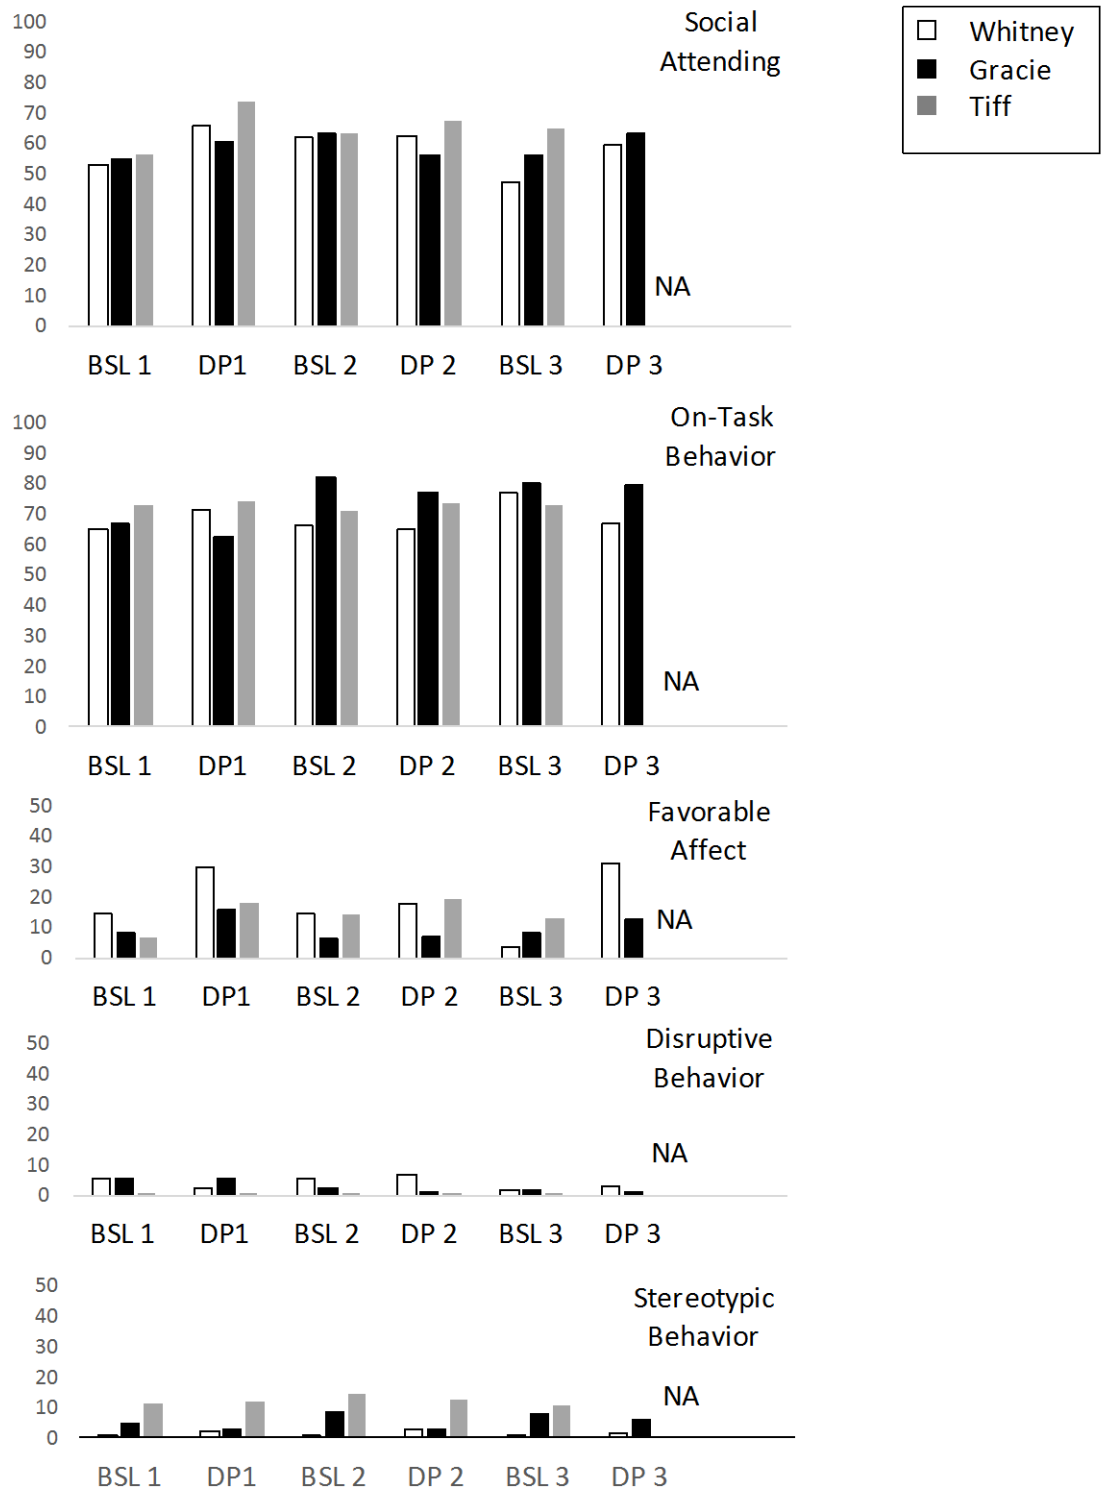 Social
Attending
100
90
80
70
60
50
40
30
20
10
0
NA
BSL 1 DP1 BSL 2 DP 2 BSL 3 DP 3
Whitney
Gracie
Tiff
On-Task
Behavior
100
90
80
70
60
50
40
30
20
10
0
NA
BSL 1 DP1 BSL 2 DP 2 BSL 3 DP 3
Favorable
Affect
50
40
30
20
10
0
NA
BSL 1 DP1 BSL 2 DP 2 BSL 3 DP 3
Disruptive
Behavior
50
40
30
20
10
0
NA
BSL 1 DP1 BSL 2 DP 2 BSL 3 DP 3
Stereotypic
Behavior
50
40
30
20
10
0
NA
BSL 1 DP1 BSL 2 DP 2 BSL 3 DP 3